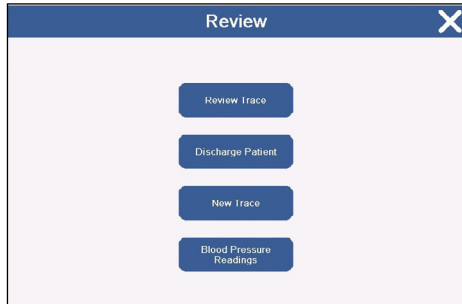 Review
Review Trace
Discharge Patient
New Trace
Blood Pressure
Readings